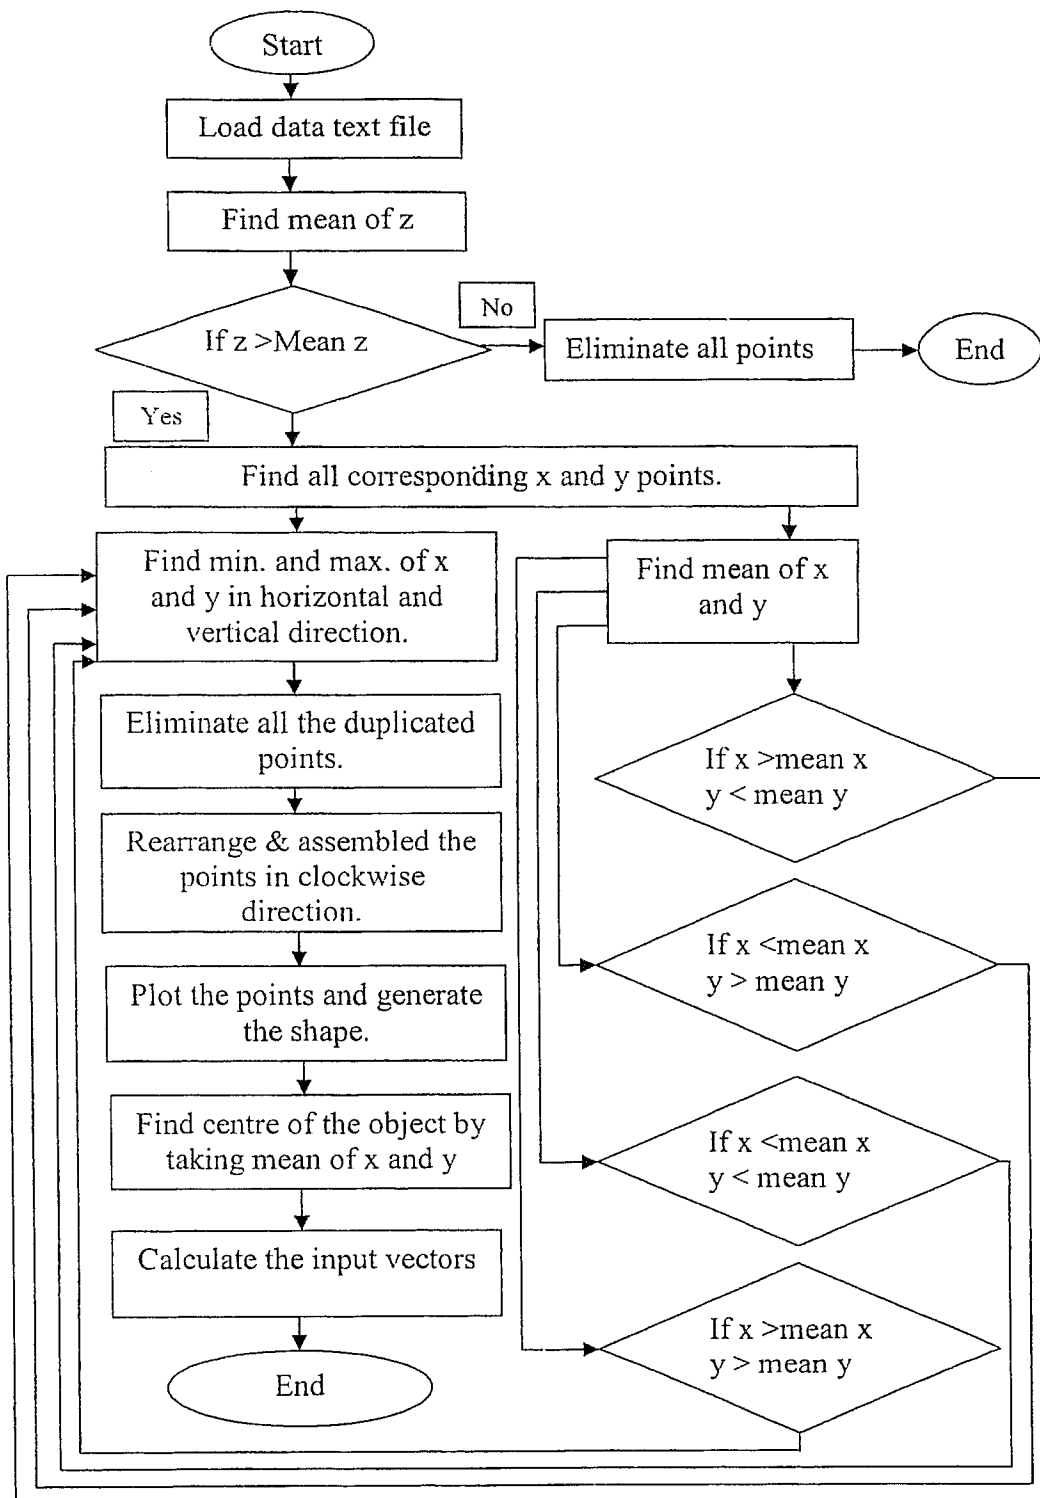 Start
Load data text file
Find mean of z
If z >Mean z
No
Eliminate all points
End
Yes
Find all corresponding x and y points.
Find min. and max. of x
and y in horizontal and
vertical direction.
Eliminate all the duplicated
points.
Rearrange & assembled the
points in clockwise
direction.
Plot the points and generate
the shape.
Find centre of the object by
taking mean of x and y
Calculate the input vectors
End
Find mean of x
and y
If x >mean x
y < mean y
If x <mean x
y > mean y
If x <mean x
y < mean y
If x >mean x
y > mean y